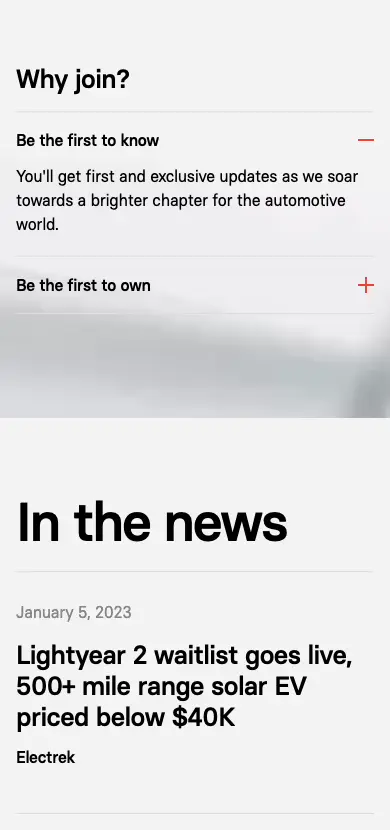 Why join?
Be the first to know
You'll get first and exclusive updates as we soar
towards a brighter chapter for the automotive
world.
Be the first to own
In the news
January 5, 2023
Lightyear 2 waitlist goes live,
500+ mile range solar EV
priced below $40K
Electrek